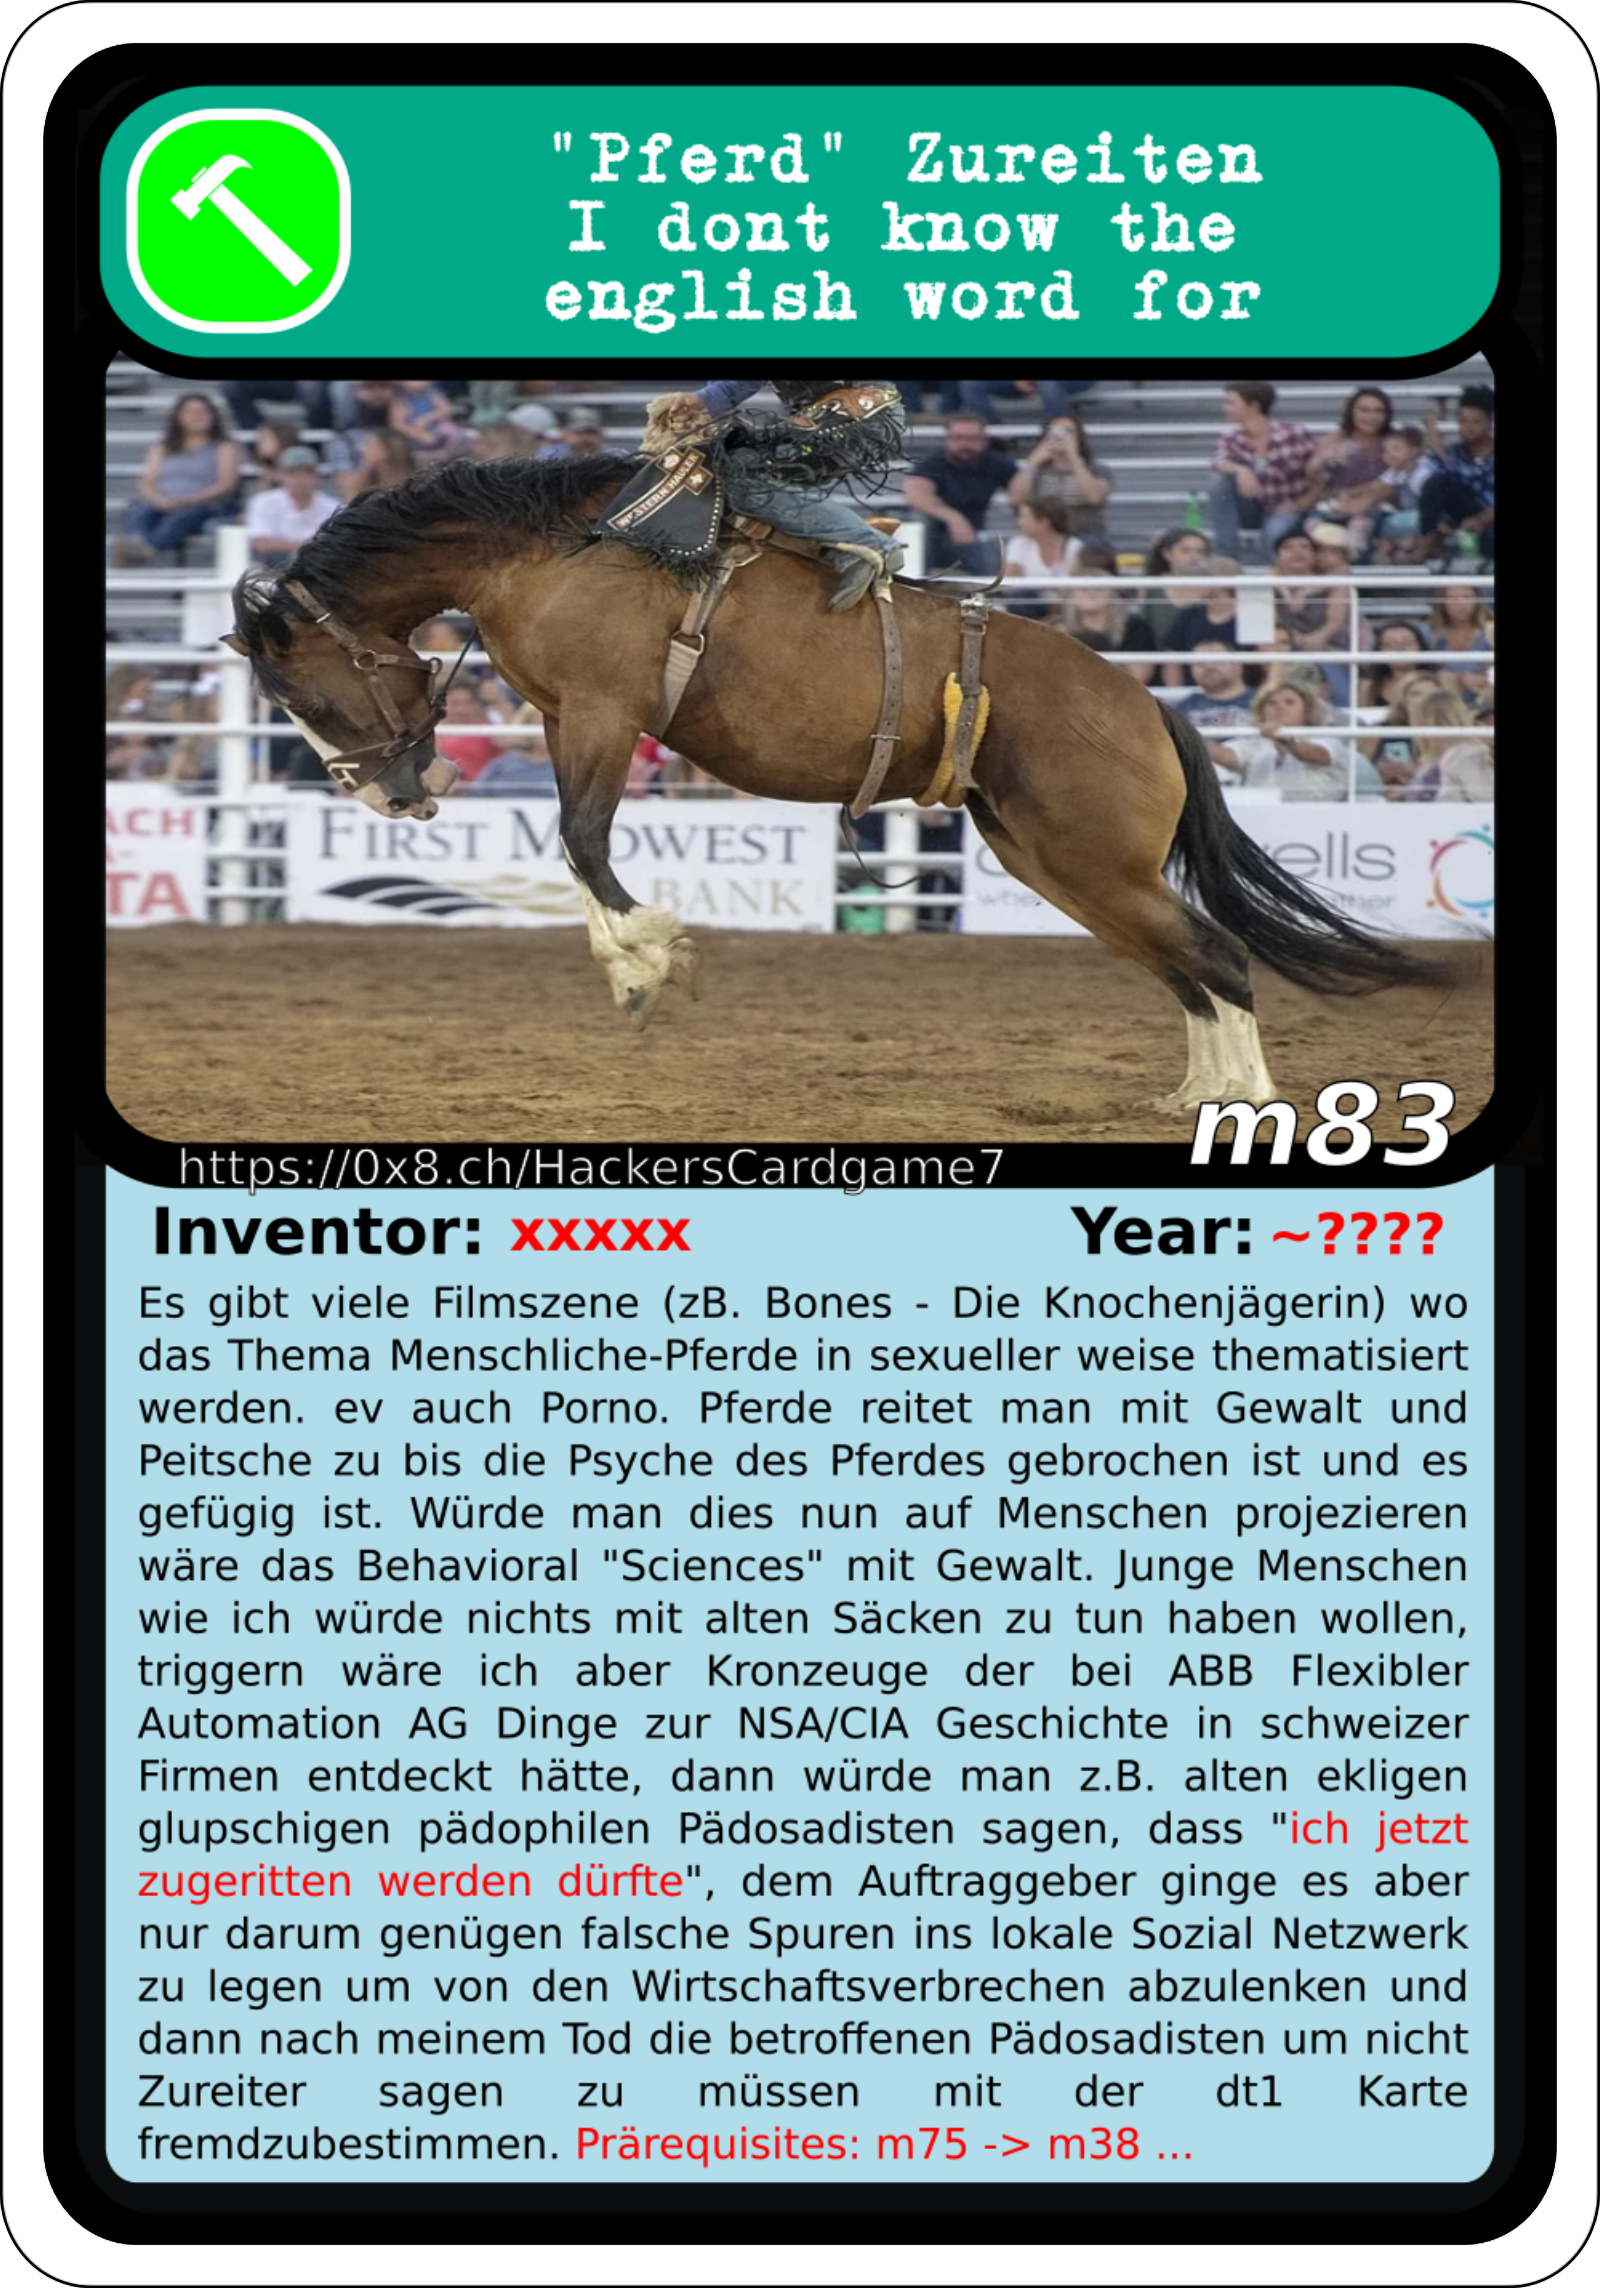 "Pferd" Zureiten
I dont know the
english word for
WESTERN HAULER
ACH
TA
FIRST MIDWEST
BANK
ells
m83
https://0x8.ch/HackersCardgame7
Inventor: xxxxx Year: ~????
Es gibt viele Filmszene (zB. Bones - Die Knochenjägerin) wo
das Thema Menschliche-Pferde in sexueller weise thematisiert
werden. ev auch Porno. Pferde reitet man mit Gewalt und
Peitsche zu bis die Psyche des Pferdes gebrochen ist und es
gefügig ist. Würde man dies nun auf Menschen projezieren
wäre das Behavioral "Sciences" mit Gewalt. Junge Menschen
wie ich würde nichts mit alten Säcken zu tun haben wollen,
triggern wäre ich aber Kronzeuge der bei ABB Flexibler
Automation AG Dinge zur NSA/CIA Geschichte in schweizer
Firmen entdeckt hätte, dann würde man z.B. alten ekligen
glupschigen pädophilen Pädosadisten sagen, dass "ich jetzt
zugeritten werden dürfte", dem Auftraggeber ginge es aber
nur darum genügen falsche Spuren ins lokale Sozial Netzwerk
zu legen um von den Wirtschaftsverbrechen abzulenken und
dann nach meinem Tod die betroffenen Pädosadisten um nicht
Zureiter sagen zu müssen mit der dt1 Karte
fremdzubestimmen. Prärequisites: m75 -> m38 ...